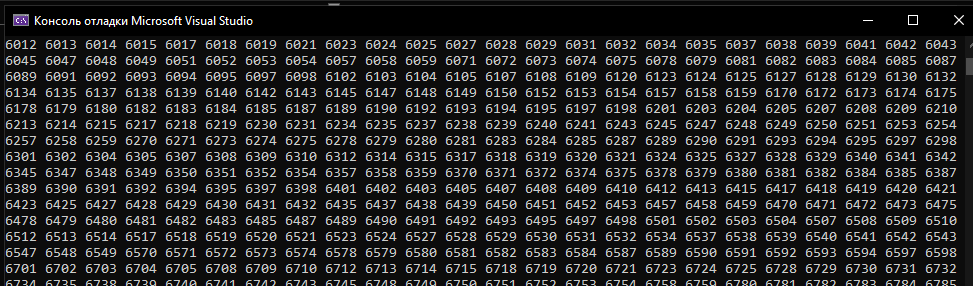 C:\ Консоль отладки Microsoft Visual Studio
6012 6013 6014 6015 6017 6018 6019 6021 6023 6024 6025 6027 6028 6029 6031 6032 6034 6035 6037 6038 6039 6041 6042 6043
6045 6047 6048 6049 6051 6052 6053 6054 6057 6058 6059 6071 6072 6073 6074 6075 6078 6079 6081 6082 6083 6084 6085 6087
6089 6091 6092 6093 6094 6095 6097 6098 6102 6103 6104 6105 6107 6108 6109 6120 6123 6124 6125 6127 6128 6129 6130 6132
6134 6135 6137 6138 6139 6140 6142 6143 6145 6147 6148 6149 6150 6152 6153 6154 6157 6158 6159 6170 6172 6173 6174 6175
6178 6179 6180 6182 6183 6184 6185 6187 6189 6190 6192 6193 6194 6195 6197 6198 6201 6203 6204 6205 6207 6208 6209 6210
6213 6214 6215 6217 6218 6219 6230 6231 6234 6235 6237 6238 6239 6240 6241 6243 6245 6247 6248 6249 6250 6251 6253 6254
6257 6258 6259 6270 6271 6273 6274 6275 6278 6279 6280 6281 6283 6284 6285 6287 6289 6290 6291 6293 6294 6295 6297 6298
6301 6302 6304 6305 6307 6308 6309 6310 6312 6314 6315 6317 6318 6319 6320 6321 6324 6325 6327 6328 6329 6340 6341 6342
6345 6347 6348 6349 6350 6351 6352 6354 6357 6358 6359 6370 6371 6372 6374 6375 6378 6379 6380 6381 6382 6384 6385 6387
6389 6390 6391 6392 6394 6395 6397 6398 6401 6402 6403 6405 6407 6408 6409 6410 6412 6413 6415 6417 6418 6419 6420 6421
6423 6425 6427 6428 6429 6430 6431 6432 6435 6437 6438 6439 6450 6451 6452 6453 6457 6458 6459 6470 6471 6472 6473 6475
6478 6479 6480 6481 6482 6483 6485 6487 6489 6490 6491 6492 6493 6495 6497 6498 6501 6502 6503 6504 6507 6508 6509 6510
6512 6513 6514 6517 6518 6519 6520 6521 6523 6524 6527 6528 6529 6530 6531 6532 6534 6537 6538 6539 6540 6541 6542 6543
6547 6548 6549 6570 6571 6572 6573 6574 6578 6579 6580 6581 6582 6583 6584 6587 6589 6590 6591 6592 6593 6594 6597 6598
6701 6702 6703 6704 6705 6708 6709 6710 6712 6713 6714 6715 6718 6719 6720 6721 6723 6724 6725 6728 6729 6730 6731 6732
6734 6735 6738 6739 6740 6741 6742 6743 6745 6748 6749 6750 6751 6752 6753 6754 6758 6759 6780 6781 6782 6783 6784 6785